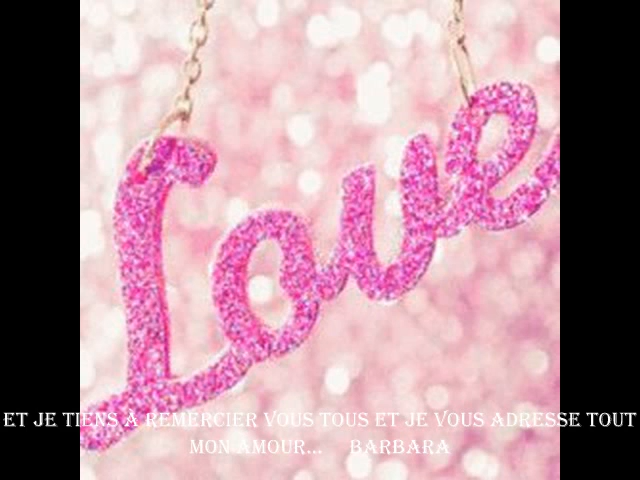 Love
ET JE TIENS À REMERCIER VOUS TOUS ET JE VOUS ADRESSE TOUT
MON AMOUR... BARBARA